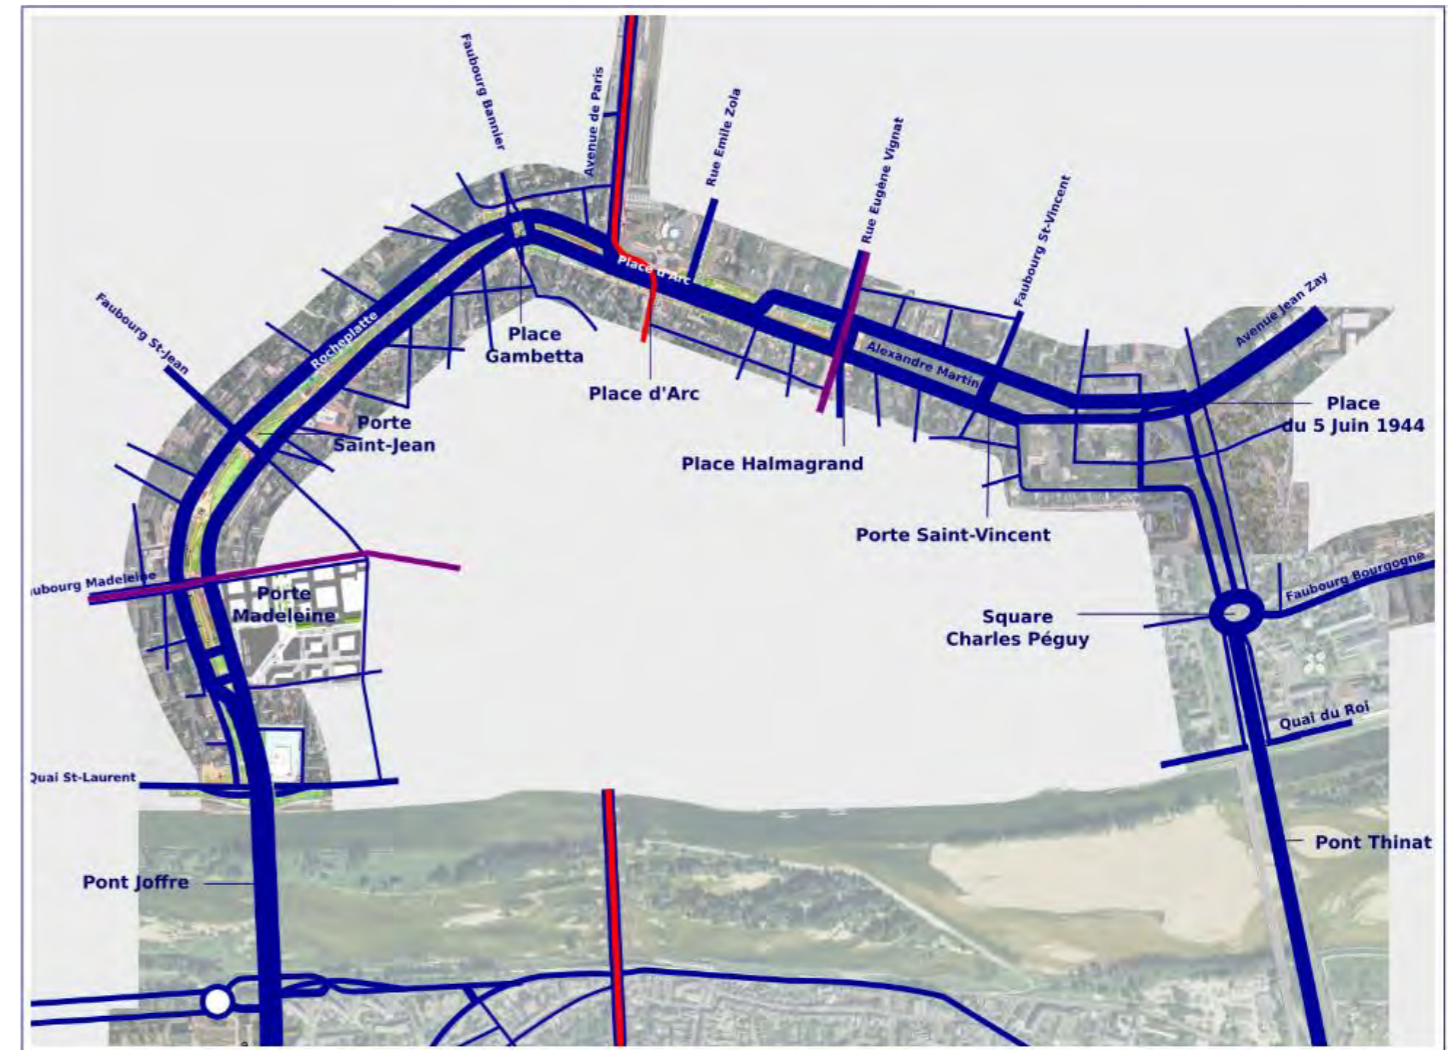 Faubourg Bannier
Avenue de Paris
Rue Emile Zola
Rue Eugène Vignat
Faubourg St-Vincent
Avenue Jean Zay
Place d'Arc
Faubourg St-Jean
Rocheplatte
Place
Gambetta
Alexandre Martin
Place d'Arc
Place
du 5 Juin 1944
Porte
Saint-Jean
Place Halmagrand
Porte Saint-Vincent
aubourg Madeleine
Porte
Madeleine
Faubourg Bourgogne
Square
Charles Péguy
Quai du Roi
Quai St-Laurent
Pont Thinat
Pont Joffre